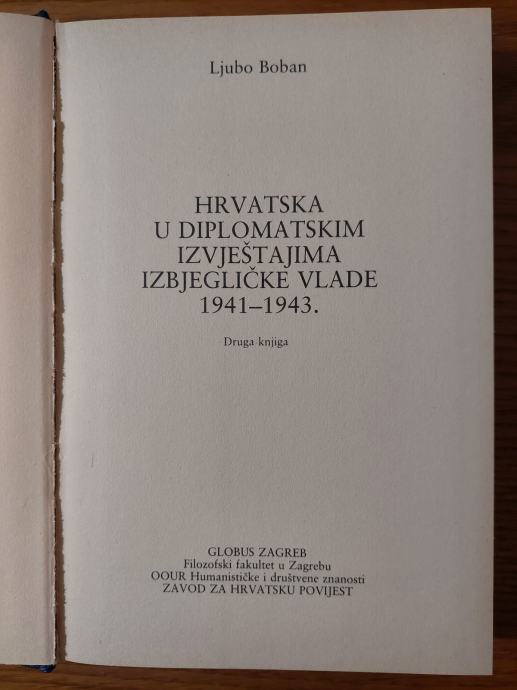 Ljubo Boban
HRVATSKA
U DIPLOMATSKIM
IZVJEŠTAJIMA
IZBJEGLIČKE VLADE
1941–1943.
Druga knjiga
GLOBUS ZAGREB
Filozofski fakultet u Zagrebu
OOUR Humanističke i društvene znanosti
ZAVOD ZA HRVATSKU POVIJEST